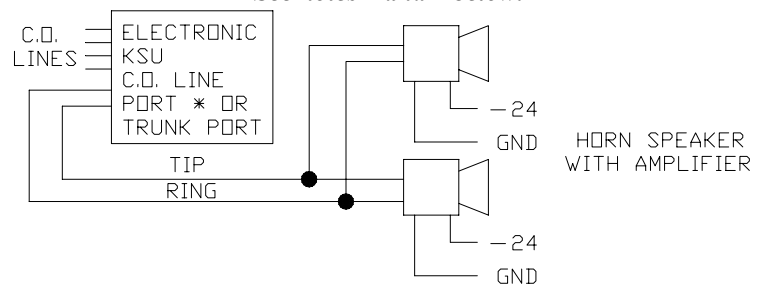 C.O.
LINES
ELECTRONIC
KSU
C.O. LINE
PORT * OR
TRUNK PORT
TIP
RING
-24
GND
HORN SPEAKER
WITH AMPLIFIER
-24
GND